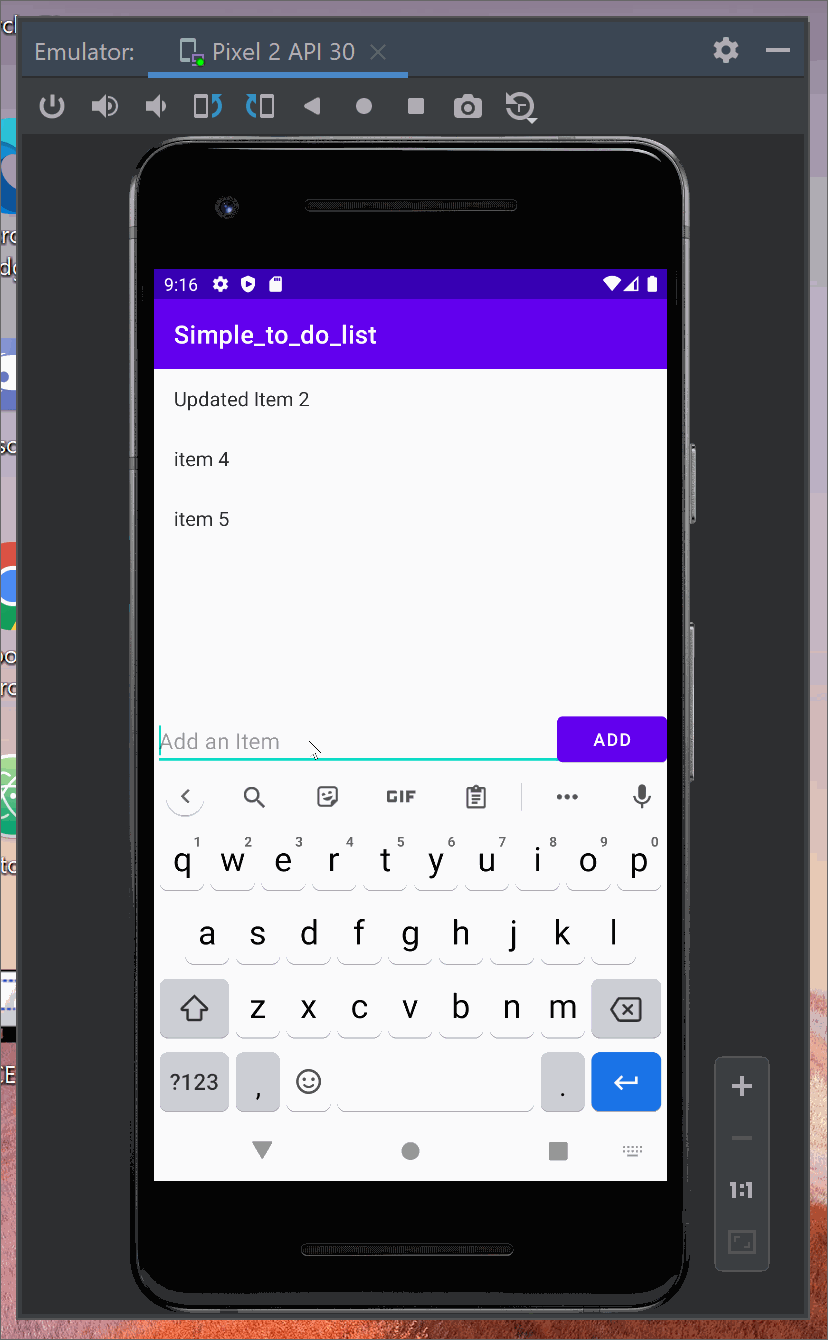 Emulator: Pixel 2 API 30
9:16
Simple_to_do_list
Updated Item 2
item 4
item 5
Add an Item
ADD
GIF
1 2 3 4 5 6 7 8 9 0
q w e r t y u i o p
a s d f g h j k l
z x c v b n m
?123 , .
1:1